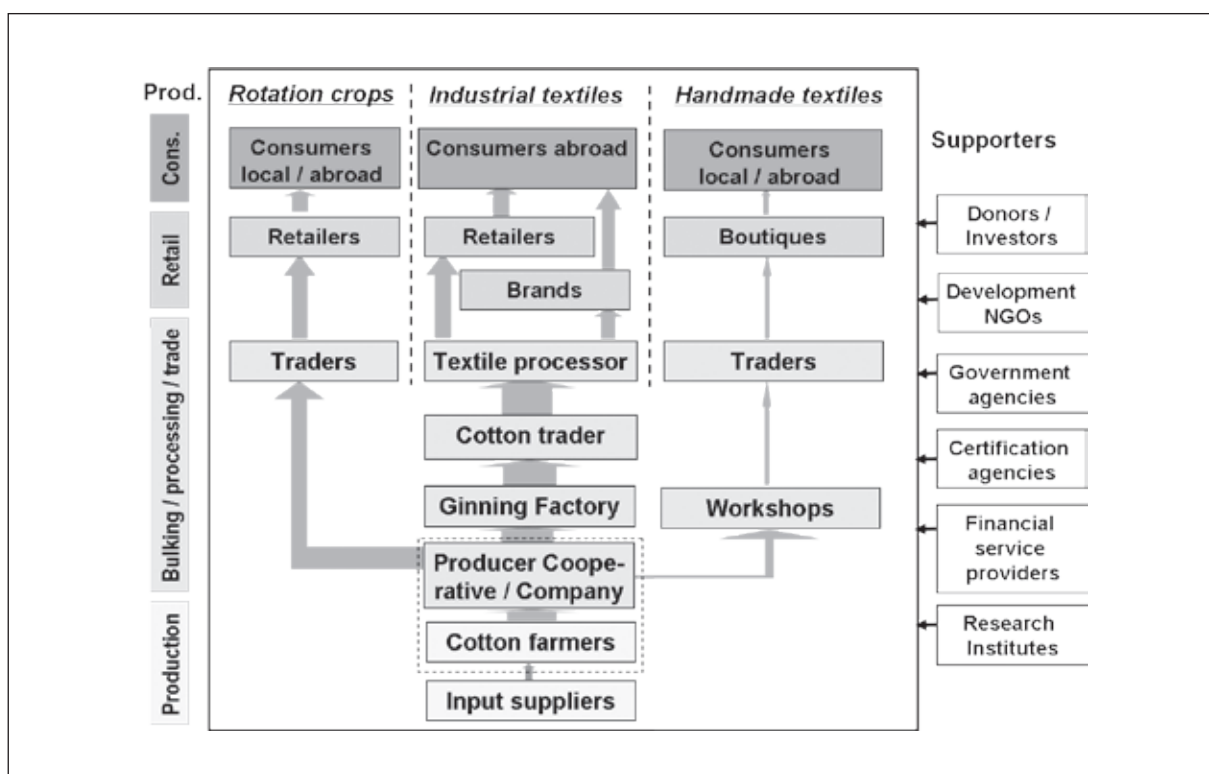 Prod.
Rotation crops
Industrial textiles
Handmade textiles
Supporters
Cons.
Consumers
local / abroad
Consumers abroad
Consumers
local / abroad
Retail
Retailers
Retailers
Brands
Boutiques
Donors /
Investors
Development
NGOs
Bulking / processing / trade
Traders
Textile processor
Traders
Government
agencies
Cotton trader
Certification
agencies
Ginning Factory
Workshops
Financial
service
providers
Producer Coope-
rative / Company
Production
Cotton farmers
Research
Institutes
Input suppliers